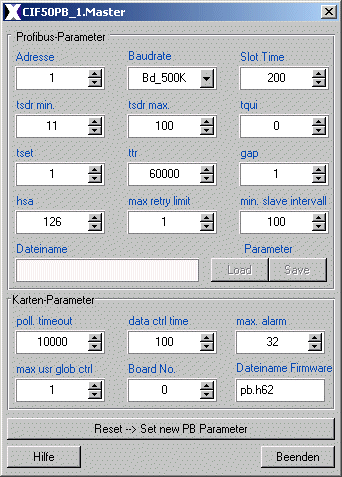 CIF50PB_1.Master
Profibus-Parameter
Adresse Baudrate Slot Time
1 Bd_500K 200
tsdr min. tsdr max. tqui
11 100 0
tset ttr gap
1 60000 1
hsa max retry limit min. slave intervall
126 1 100
Dateiname Parameter
Load Save
Karten-Parameter
poll. timeout data ctrl time max. alarm
10000 100 32
max usr glob ctrl Board No. Dateiname Firmware
1 0 pb.h62
Reset --> Set new PB Parameter
Hilfe Beenden